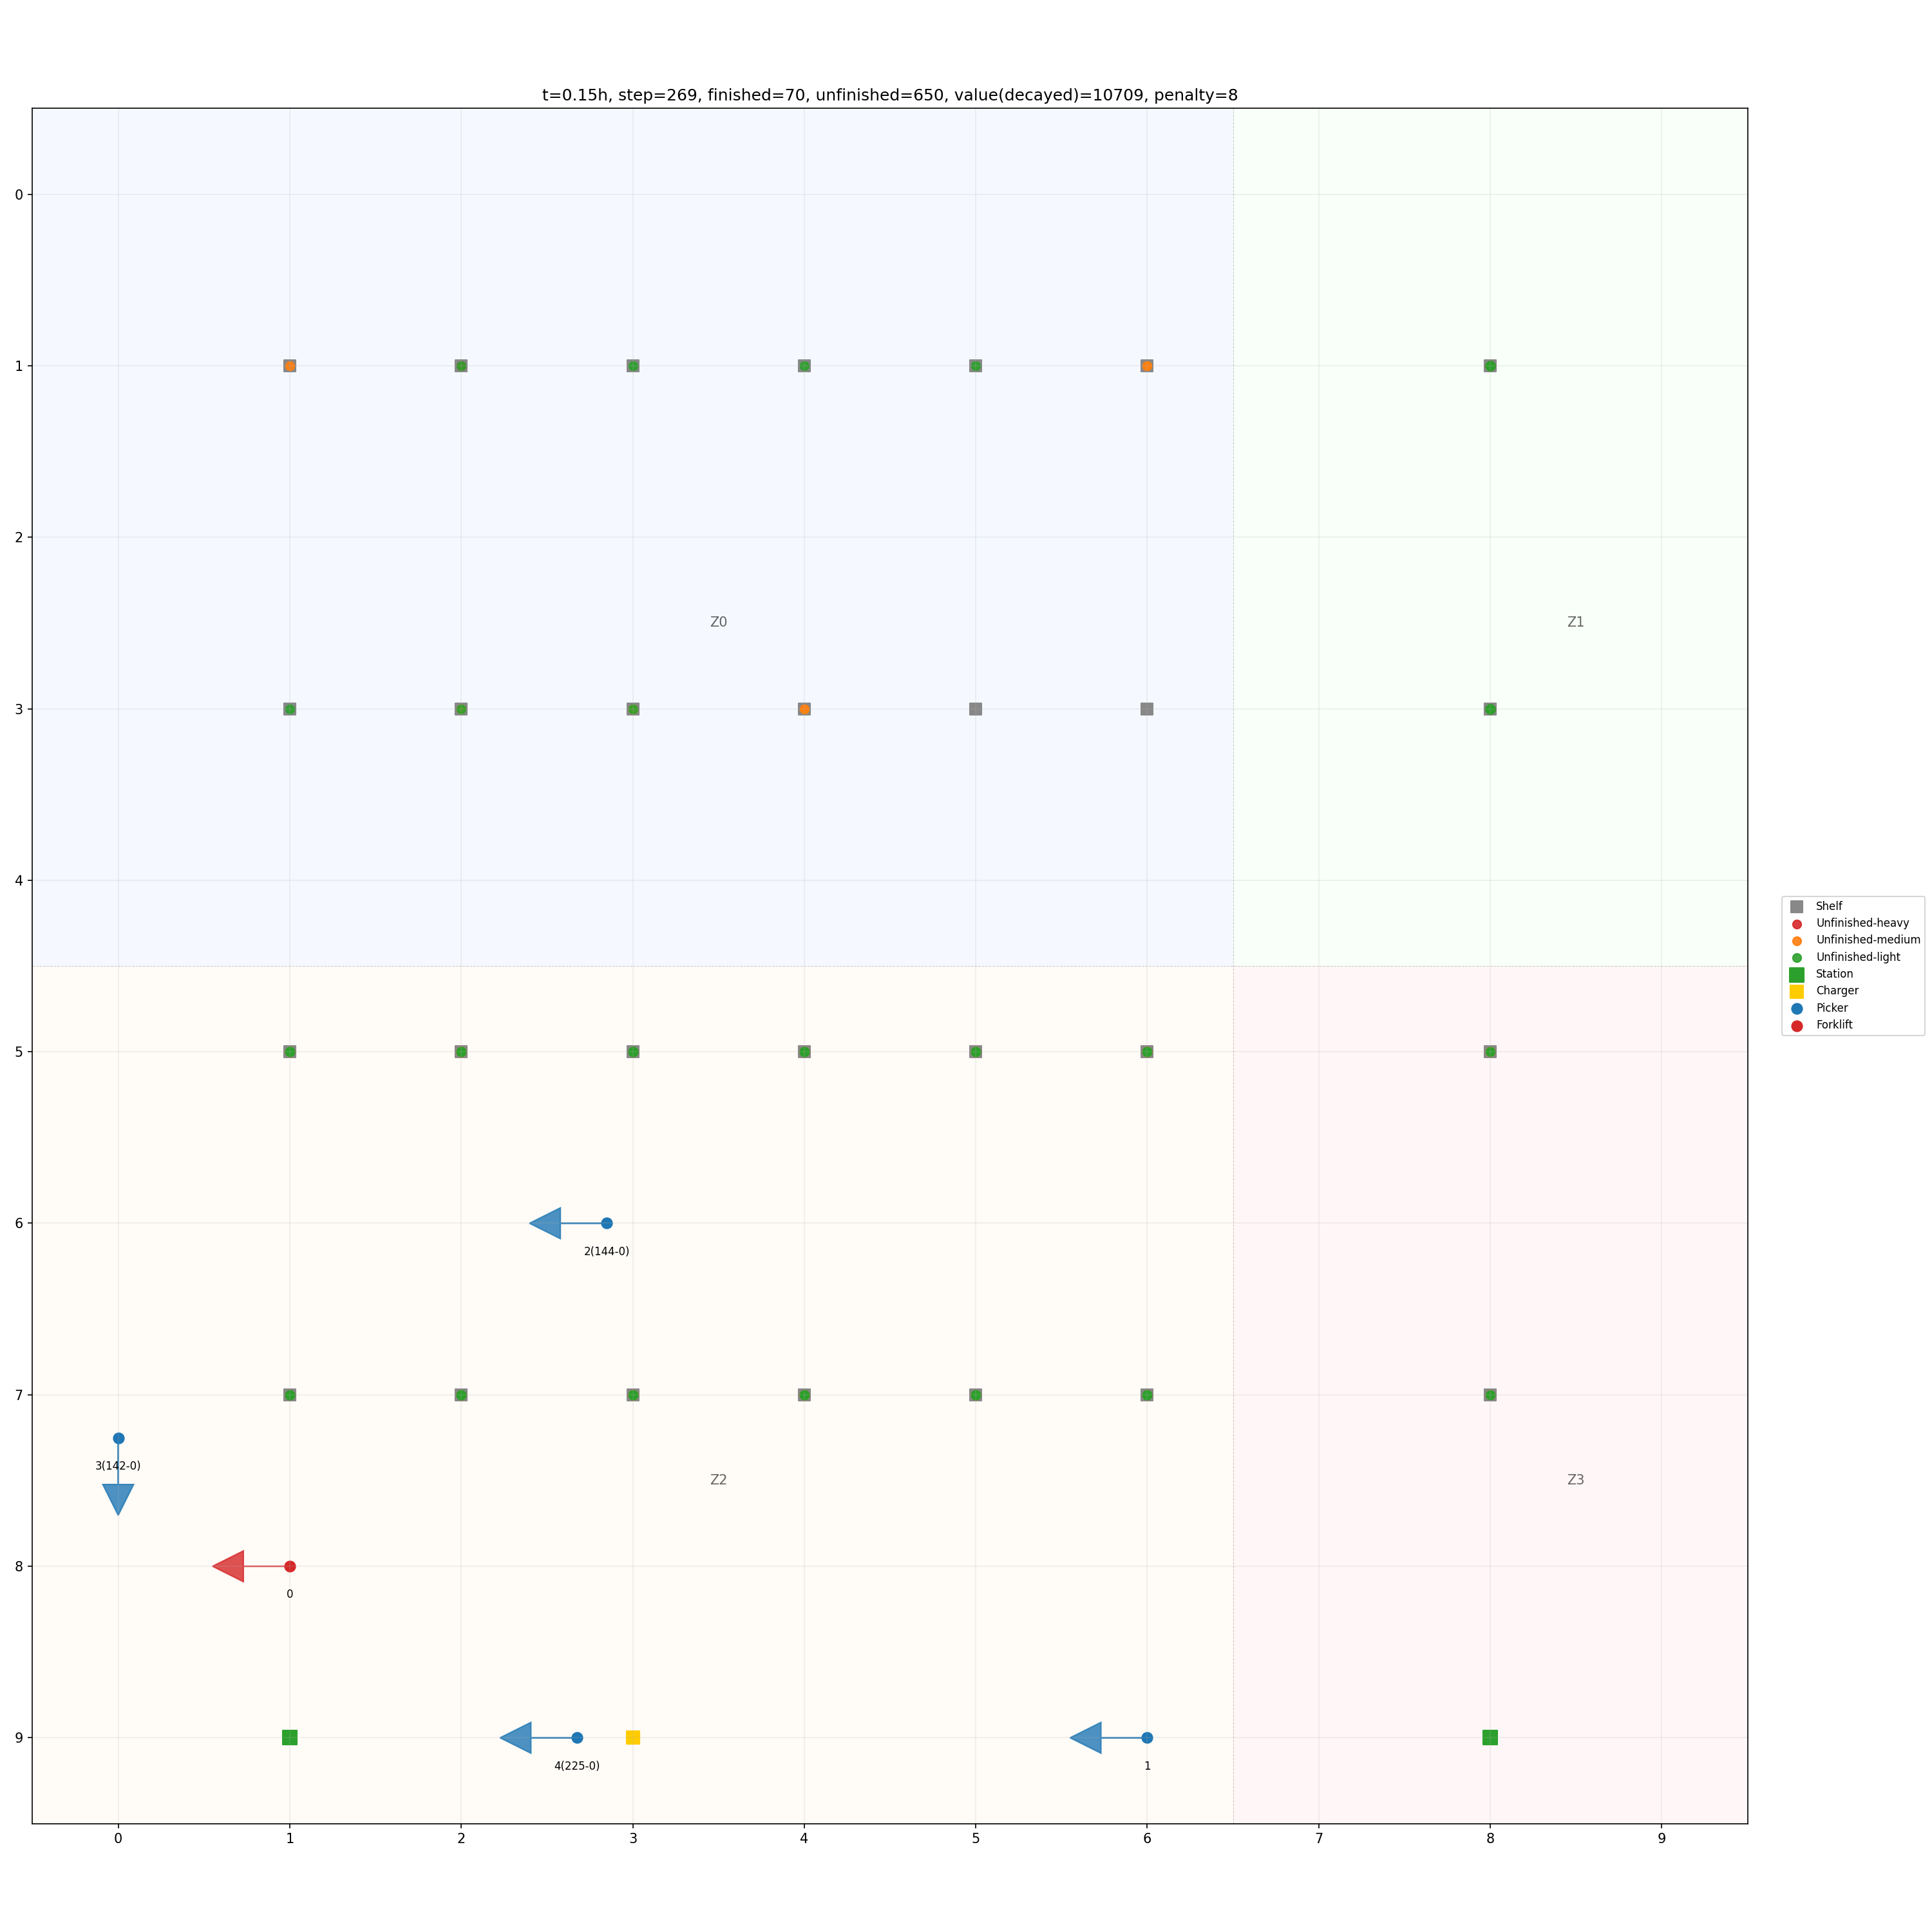 t=0.15h, step=269, finished=70, unfinished=650, value(decayed)=10709, penalty=8
0
1
2
Z0
Z1
3
4
Shelf
Unfinished-heavy
Unfinished-medium
Unfinished-light
Station
Charger
Picker
Forklift
5
6
2(144-0)
7
3(142-0)
Z2
Z3
8
0
9
4(225-0)
1
0
1
2
3
4
5
6
7
8
9